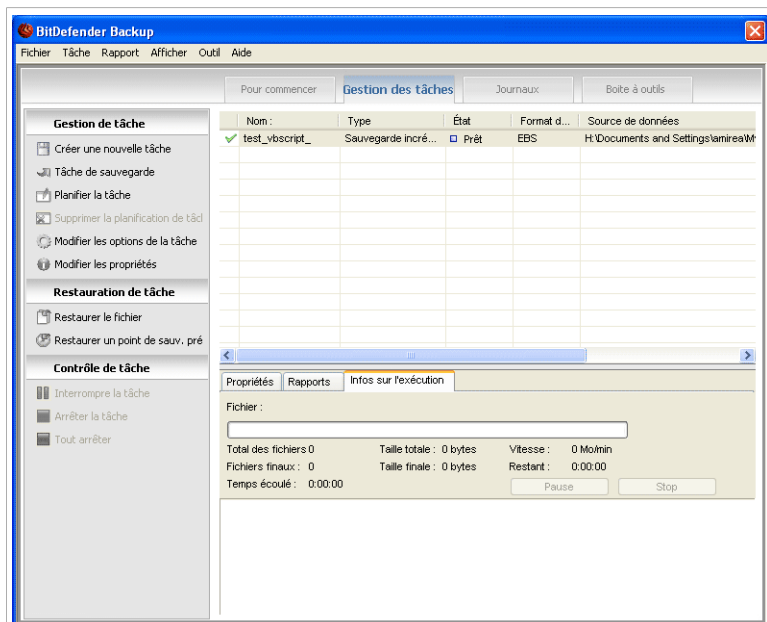 BitDefender Backup
Fichier Tâche Rapport Afficher Outil Aide
Pour commencer Gestion des tâches Journaux Boite à outils
Gestion de tâche
Créer une nouvelle tâche
Tâche de sauvegarde
Planifier la tâche
Supprimer la planification de tâcl
Modifier les options de la tâche
Modifier les propriétés
Restauration de tâche
Restaurer le fichier
Restaurer un point de sauv. pré
Contrôle de tâche
Interrompre la tâche
Arrêter la tâche
Tout arrêter
Nom : Type État Format d... Source de données
test_vbscript_ Sauvegarde incré... Prêt EBS H:\Documents and Settings\amirea\My
Propriétés Rapports Infos sur l'exécution
Fichier :
Total des fichiers 0 Taille totale : 0 bytes Vitesse : 0 Mo/min
Fichiers finaux : 0 Taille finale : 0 bytes Restant : 0:00:00
Temps écoulé : 0:00:00 Pause Stop